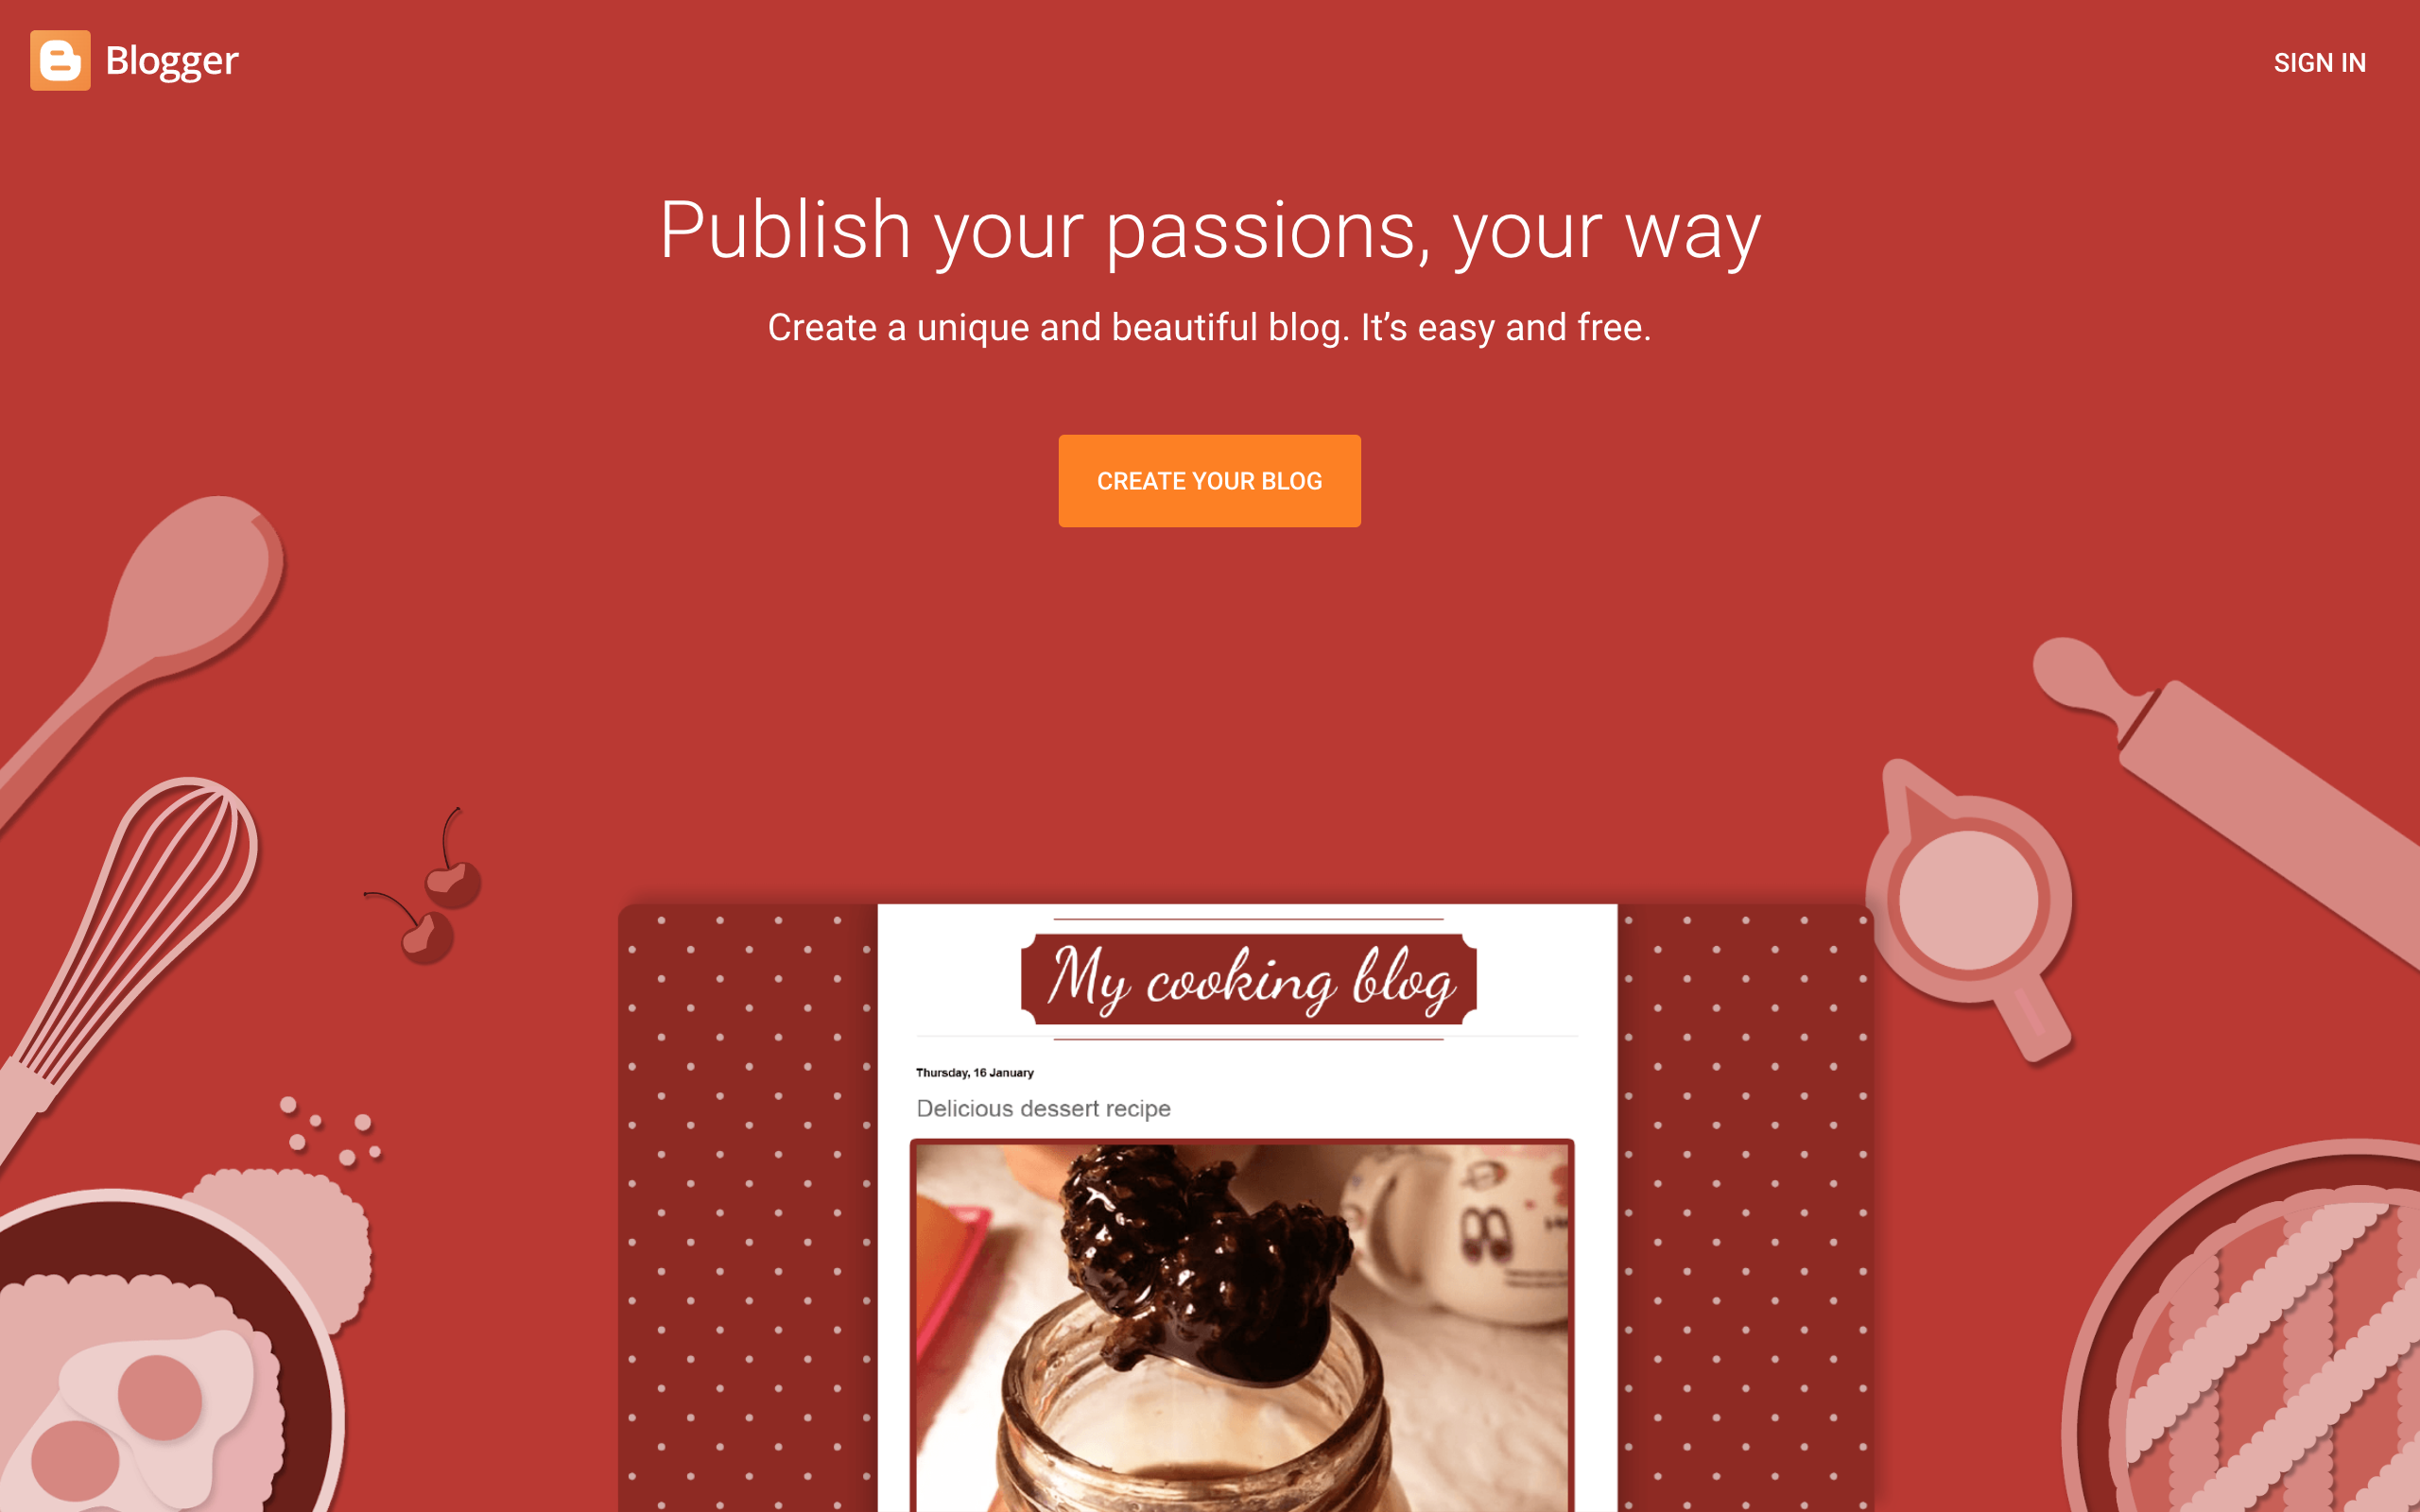 Blogger
SIGN IN
Publish your passions, your way
Create a unique and beautiful blog. It’s easy and free.
CREATE YOUR BLOG
My cooking blog
Thursday, 16 January
Delicious dessert recipe